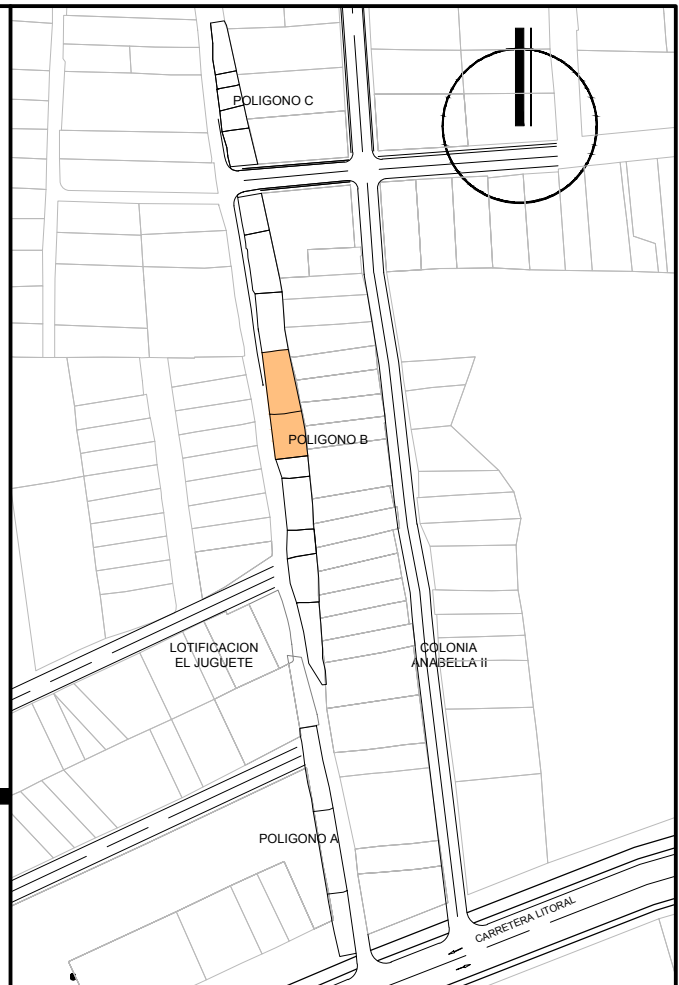 POLIGONO C
POLIGONO B
LOTIFICACION
EL JUGUETE
COLONIA
ANABELLA II
POLIGONO A
CARRETERA LITORAL